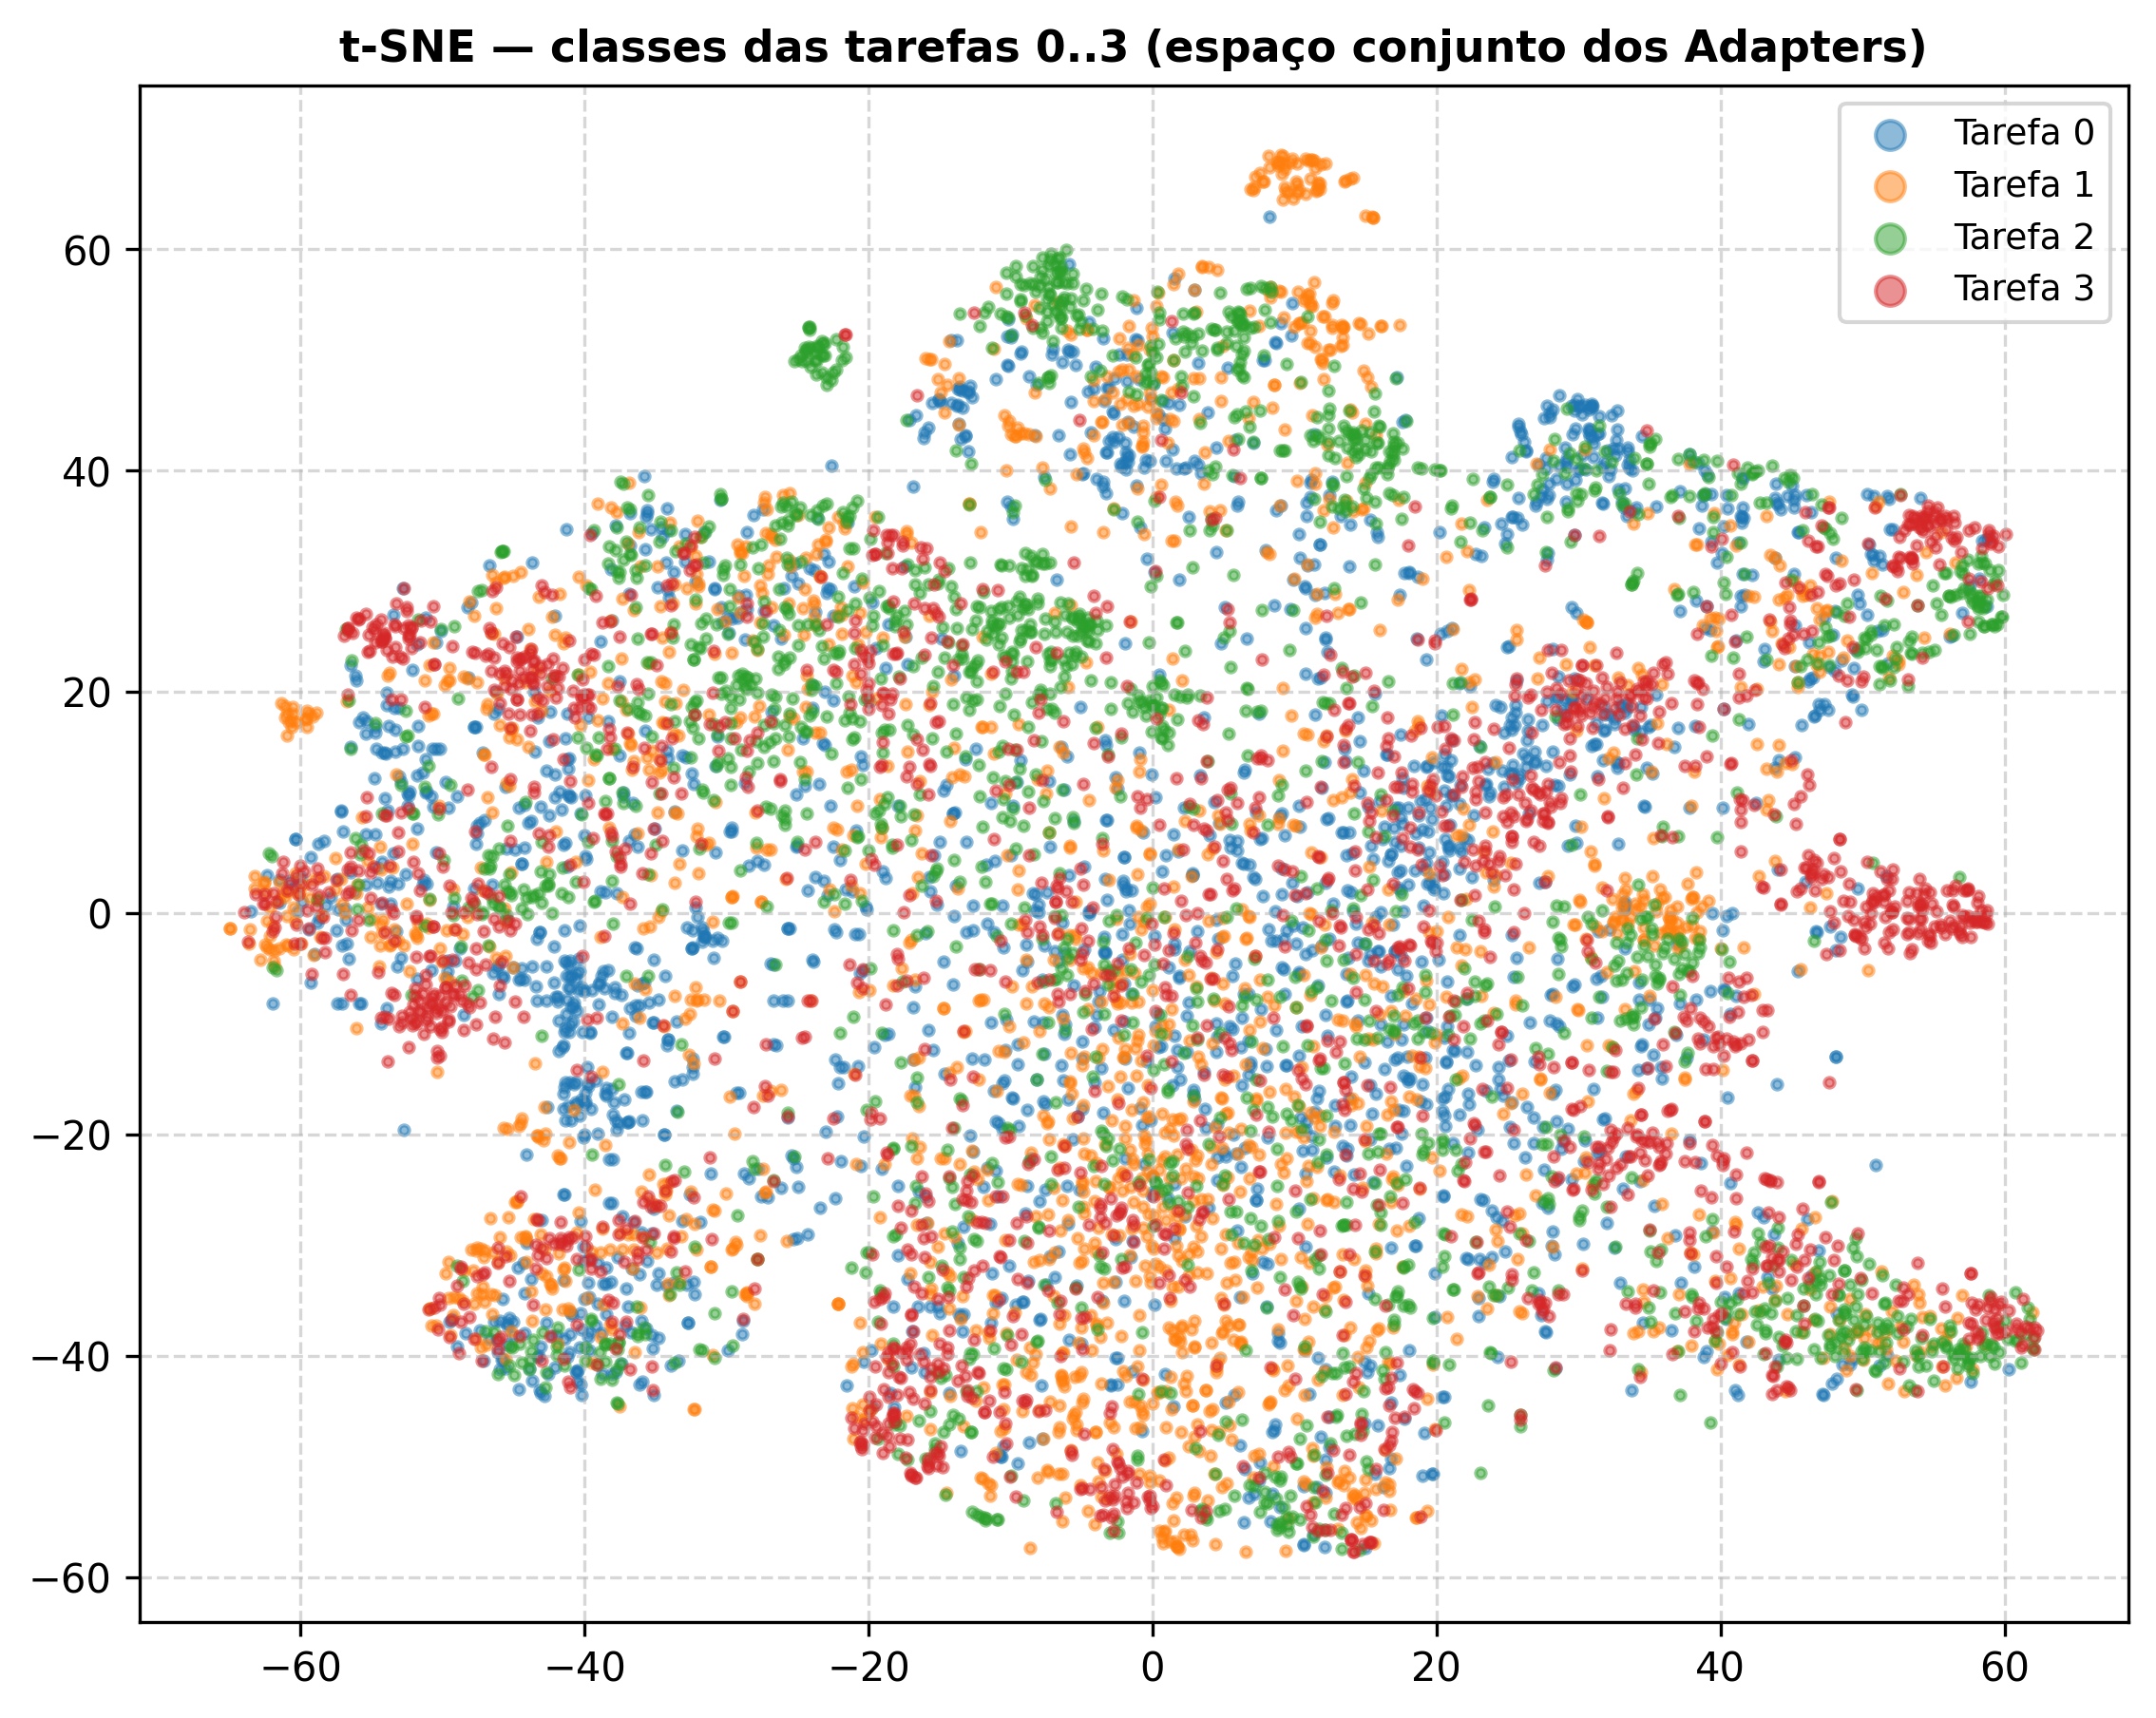 t-SNE — classes das tarefas 0..3 (espaço conjunto dos Adapters)
Tarefa 0
Tarefa 1
Tarefa 2
Tarefa 3
60
40
20
0
−20
−40
−60
−60 −40 −20 0 20 40 60